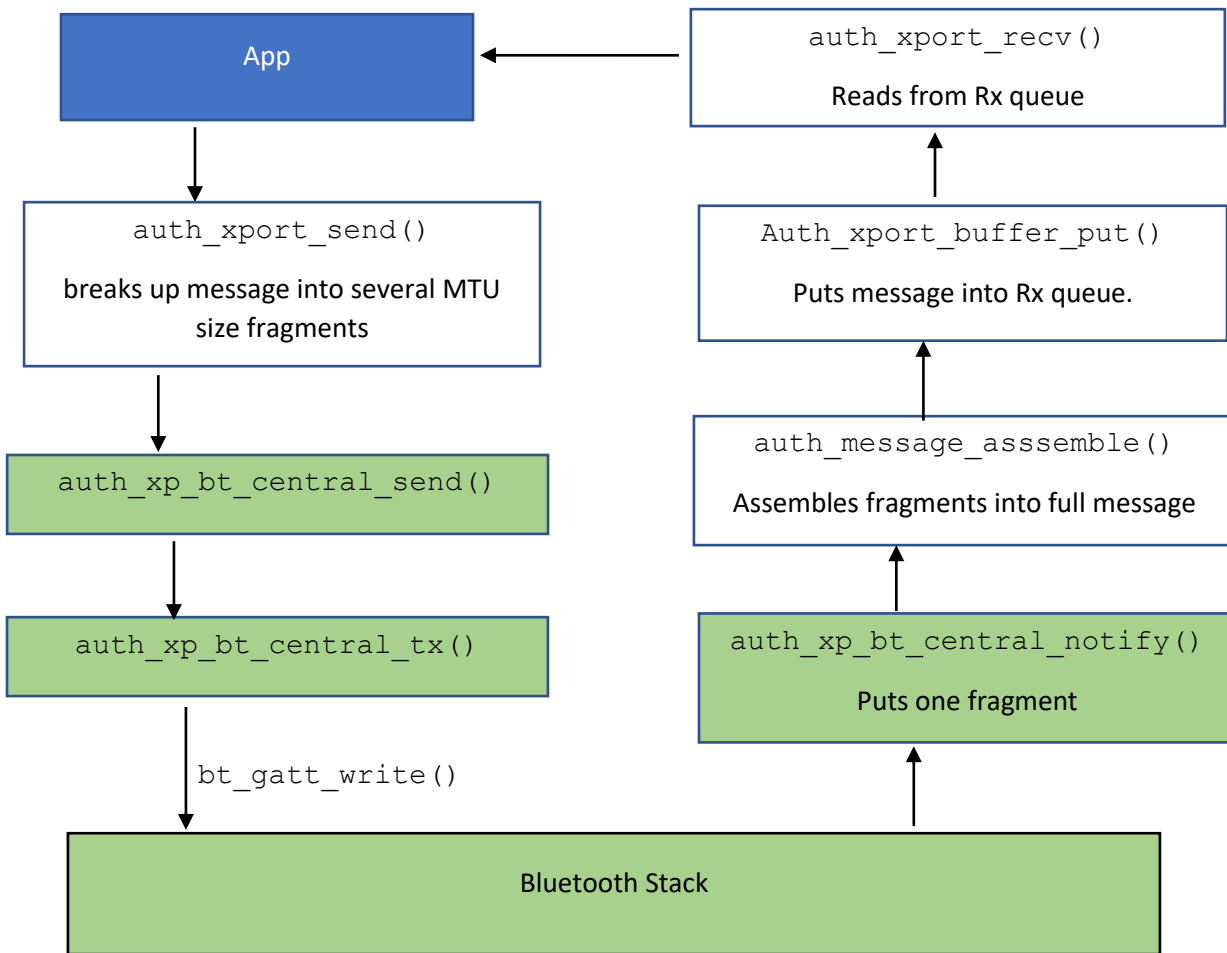 App
auth_xport_recv()
Reads from Rx queue
auth_xport_send()
breaks up message into several MTU
size fragments
Auth_xport_buffer_put()
Puts message into Rx queue.
auth_message_asssemble()
Assembles fragments into full message
auth_xp_bt_central_send()
auth_xp_bt_central_tx()
auth_xp_bt_central_notify()
Puts one fragment
bt_gatt_write()
Bluetooth Stack